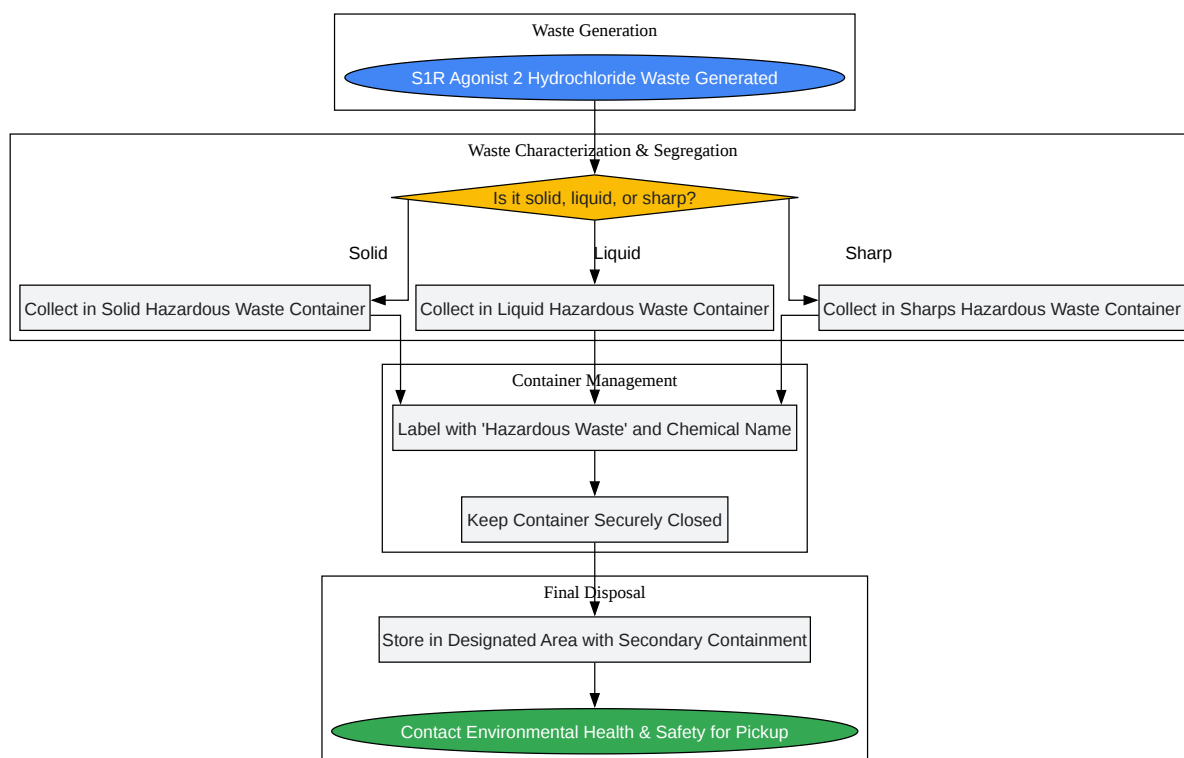 Waste Generation
S1R Agonist 2 Hydrochloride Waste Generated
Waste Characterization & Segregation
Is it solid, liquid, or sharp?
Solid
Liquid
Sharp
Collect in Solid Hazardous Waste Container
Collect in Liquid Hazardous Waste Container
Collect in Sharps Hazardous Waste Container
Container Management
Label with 'Hazardous Waste' and Chemical Name
Keep Container Securely Closed
Final Disposal
Store in Designated Area with Secondary Containment
Contact Environmental Health & Safety for Pickup